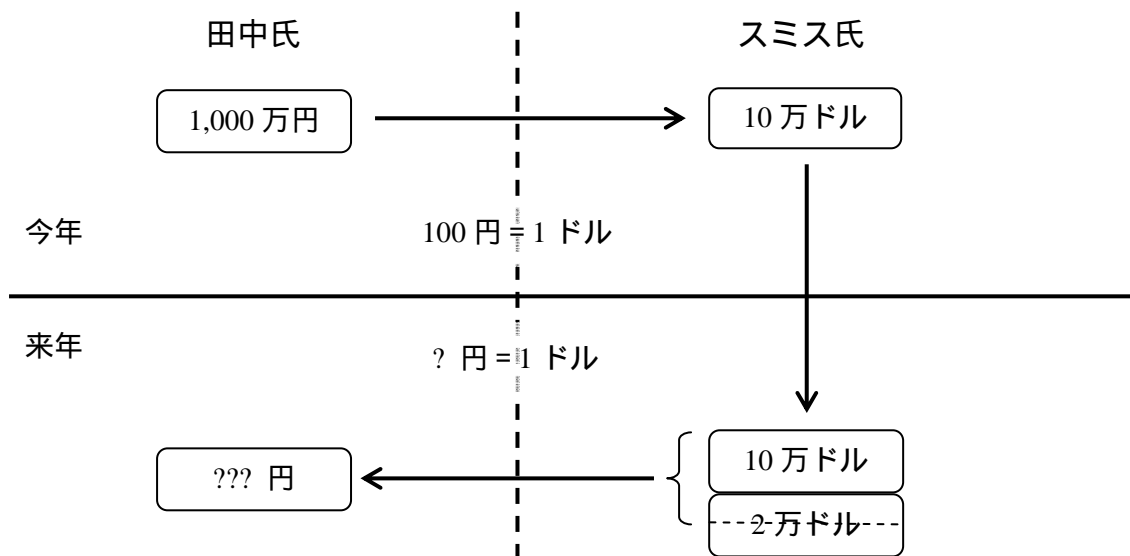 田中氏
スミス氏
1,000 万円
10 万ドル
今年
100 円 = 1 ドル
来年
? 円 = 1 ドル
??? 円
10 万ドル
2 万ドル